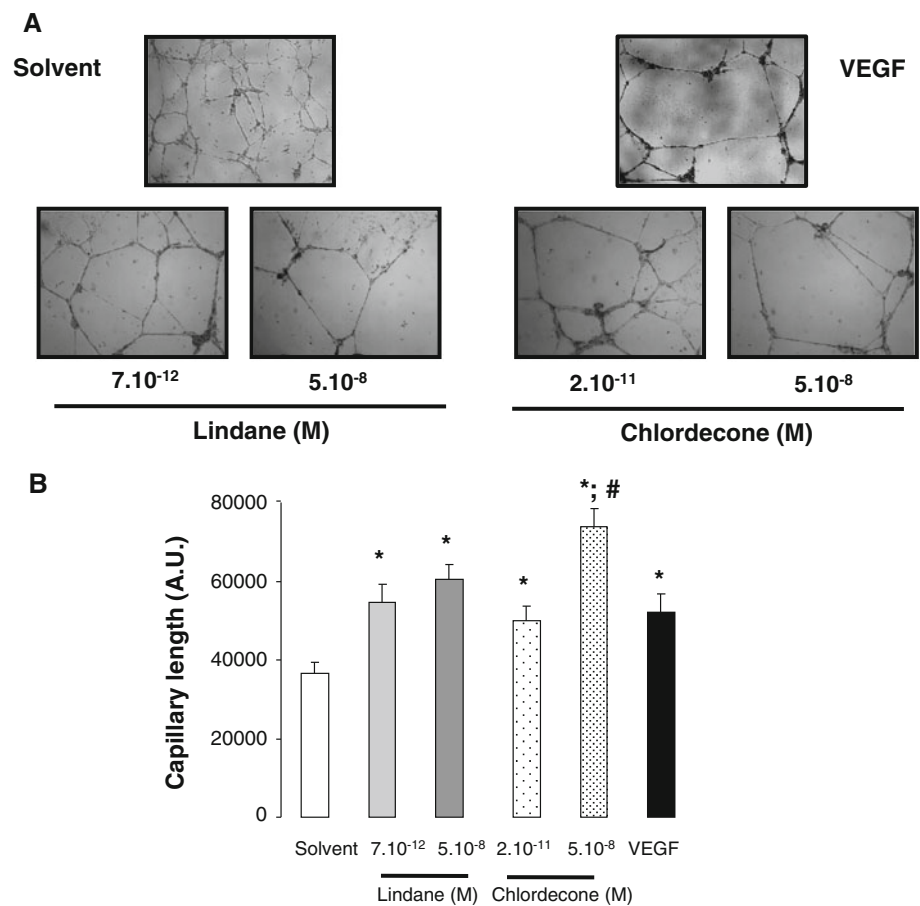 A
Solvent
VEGF
7.10⁻¹²
5.10⁻⁸
2.10⁻¹¹
5.10⁻⁸
Lindane (M)
Chlordecone (M)
B
Capillary length (A.U.)
80000
60000
40000
20000
0
*
*
*
*; #
*
Solvent
7.10⁻¹²
5.10⁻⁸
2.10⁻¹¹
5.10⁻⁸
VEGF
Lindane (M)
Chlordecone (M)